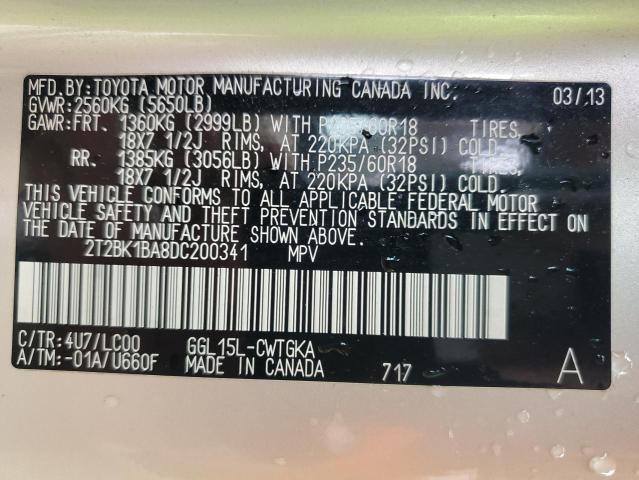 MFD.BY:TOYOTA MOTOR MANUFACTURING CANADA INC. 03/13
GVWR:2560KG (5650LB)
GAWR:FRT. 1360KG (2999LB) WITH P235/60R18 TIRES,
18X7 1/2J RIMS, AT 220KPA (32PSI) COLD.
RR. 1385KG (3056LB) WITH P235/60R18 TIRES,
18X7 1/2J RIMS, AT 220KPA (32PSI) COLD.
THIS VEHICLE CONFORMS TO ALL APPLICABLE FEDERAL MOTOR
VEHICLE SAFETY AND THEFT PREVENTION STANDARDS IN EFFECT ON
THE DATE OF MANUFACTURE SHOWN ABOVE.
2T2BK1BA8DC200341 MPV
C/TR:4U7/LC00 GGL15L-CWTGKA
A/TM:-01A/U660F MADE IN CANADA 717 A